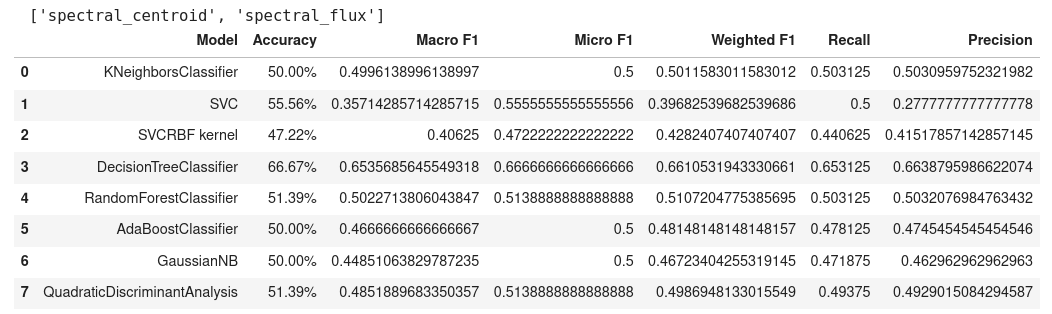 ['spectral_centroid', 'spectral_flux']
Model Accuracy Macro F1 Micro F1 Weighted F1 Recall Precision
0 KNeighborsClassifier 50.00% 0.4996138996138997 0.5 0.5011583011583012 0.503125 0.5030959752321982
1 SVC 55.56% 0.35714285714285715 0.5555555555555556 0.39682539682539686 0.5 0.2777777777777778
2 SVCRBF kernel 47.22% 0.40625 0.4722222222222222 0.4282407407407407 0.440625 0.41517857142857145
3 DecisionTreeClassifier 66.67% 0.6535685645549318 0.6666666666666666 0.6610531943330661 0.653125 0.6638795986622074
4 RandomForestClassifier 51.39% 0.5022713806043847 0.5138888888888888 0.5107204775385695 0.503125 0.5032076984763432
5 AdaBoostClassifier 50.00% 0.4666666666666667 0.5 0.48148148148148157 0.478125 0.4745454545454546
6 GaussianNB 50.00% 0.44851063829787235 0.5 0.46723404255319145 0.471875 0.462962962962963
7 QuadraticDiscriminantAnalysis 51.39% 0.4851889683350357 0.5138888888888888 0.4986948133015549 0.49375 0.4929015084294587